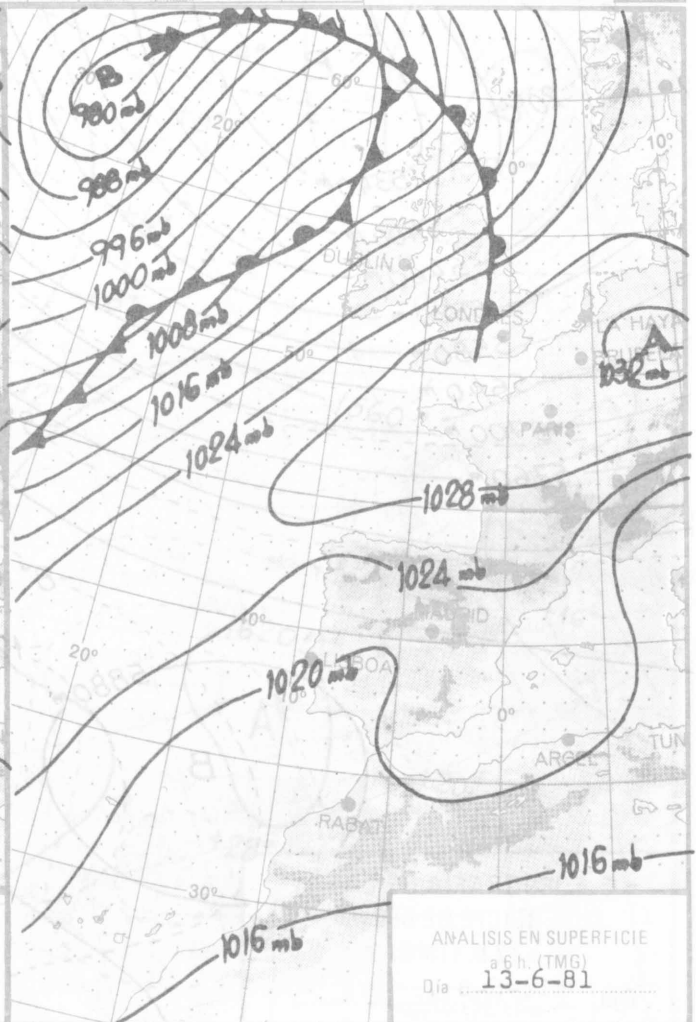 B
980 mb
60°
20°
10°
0°
988 mb
996 mb
1000 mb
DUBLIN
LONDRES
LA HAYA
A
1032 mb
1008 mb
50°
1016 mb
PARIS
1024 mb
1028 mb
1024 mb
40°
MADRID
20°
LISBOA
1020 mb
10°
0°
ARGEL
TUN
RABAT
1016 mb
30°
1016 mb
ANALISIS EN SUPERFICIE
a 6 h. (TMG)
Día 13-6-81